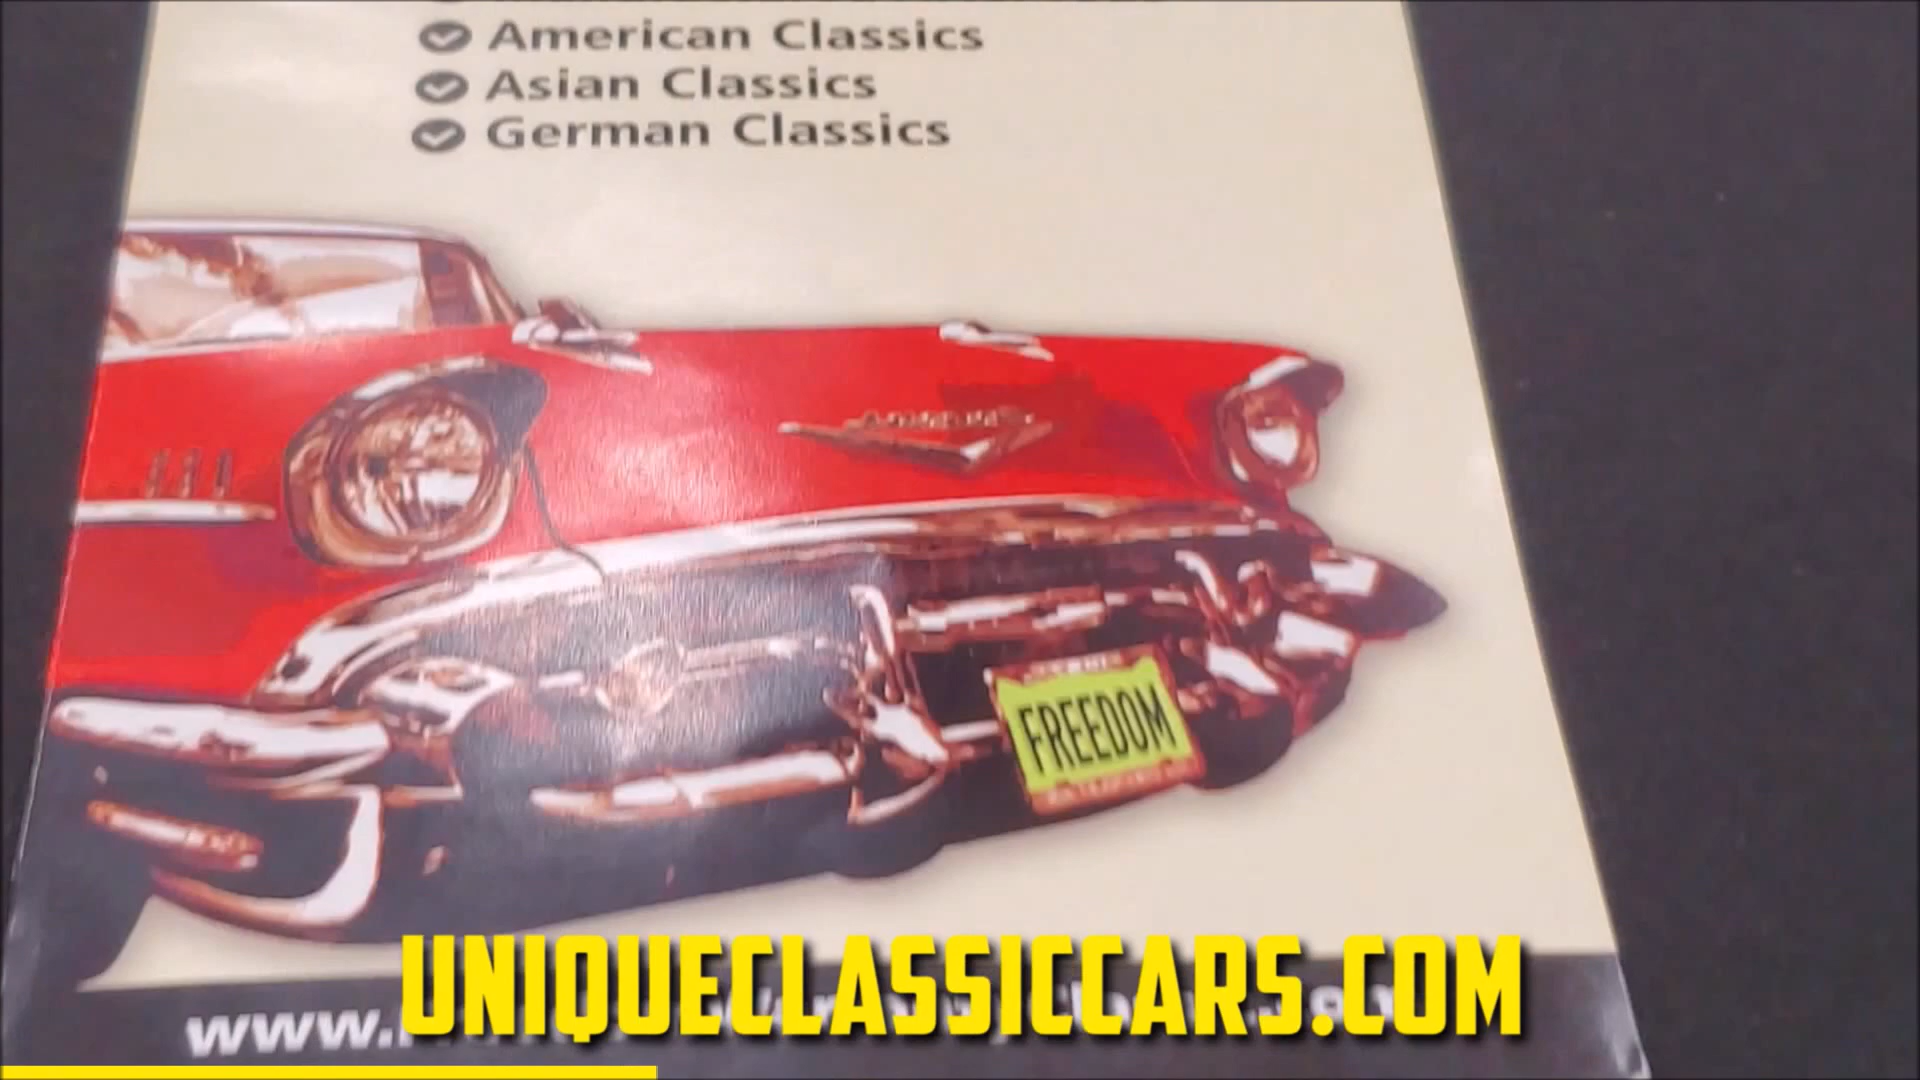 American Classics
Asian Classics
German Classics
FREEDOM
UNIQUECLASSICCARS.COM
www.